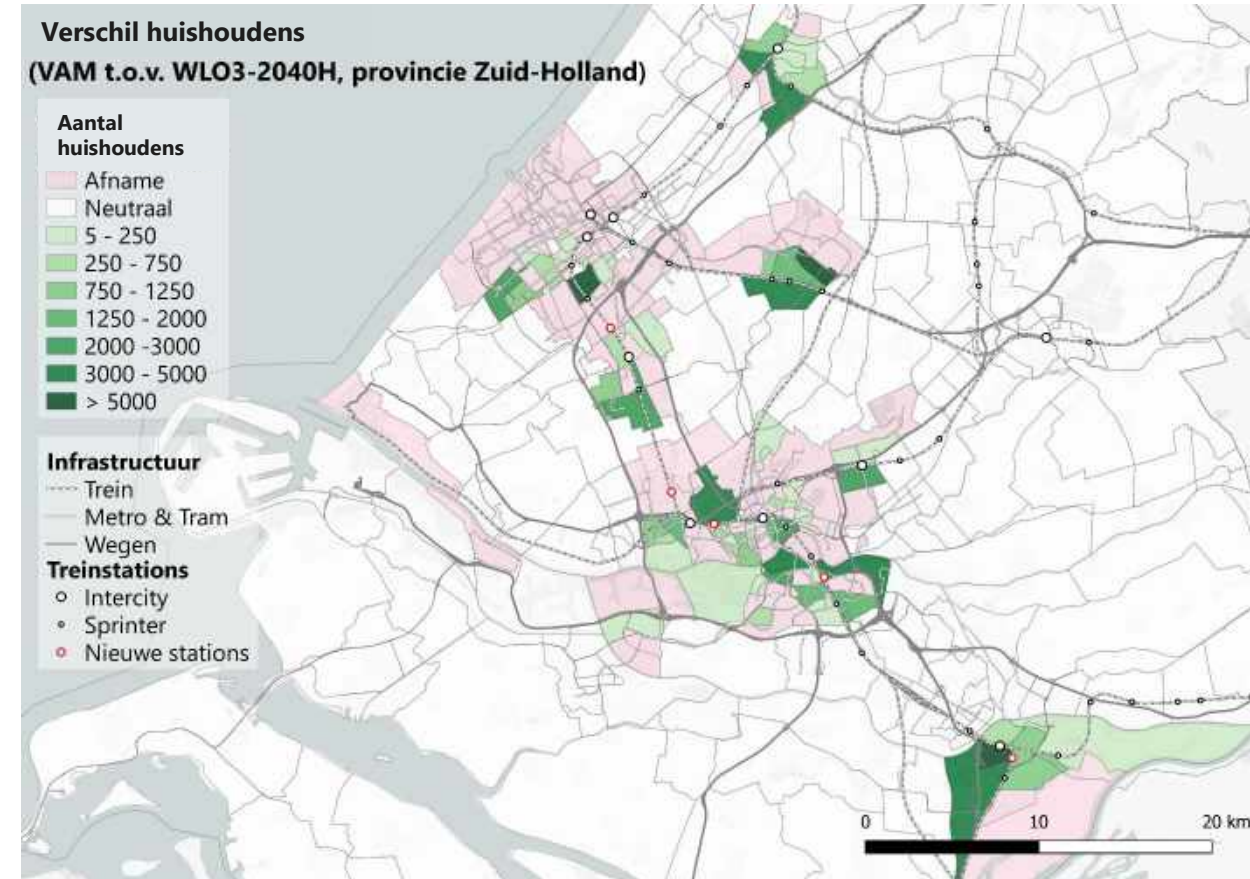 Verschil huishoudens
(VAM t.o.v. WLO3-2040H, provincie Zuid-Holland)
Aantal
huishoudens
Afname
Neutraal
5 - 250
250 - 750
750 - 1250
1250 - 2000
2000 -3000
3000 - 5000
> 5000
Infrastructuur
Trein
Metro & Tram
Wegen
Treinstations
Intercity
Sprinter
Nieuwe stations
0 10 20 km